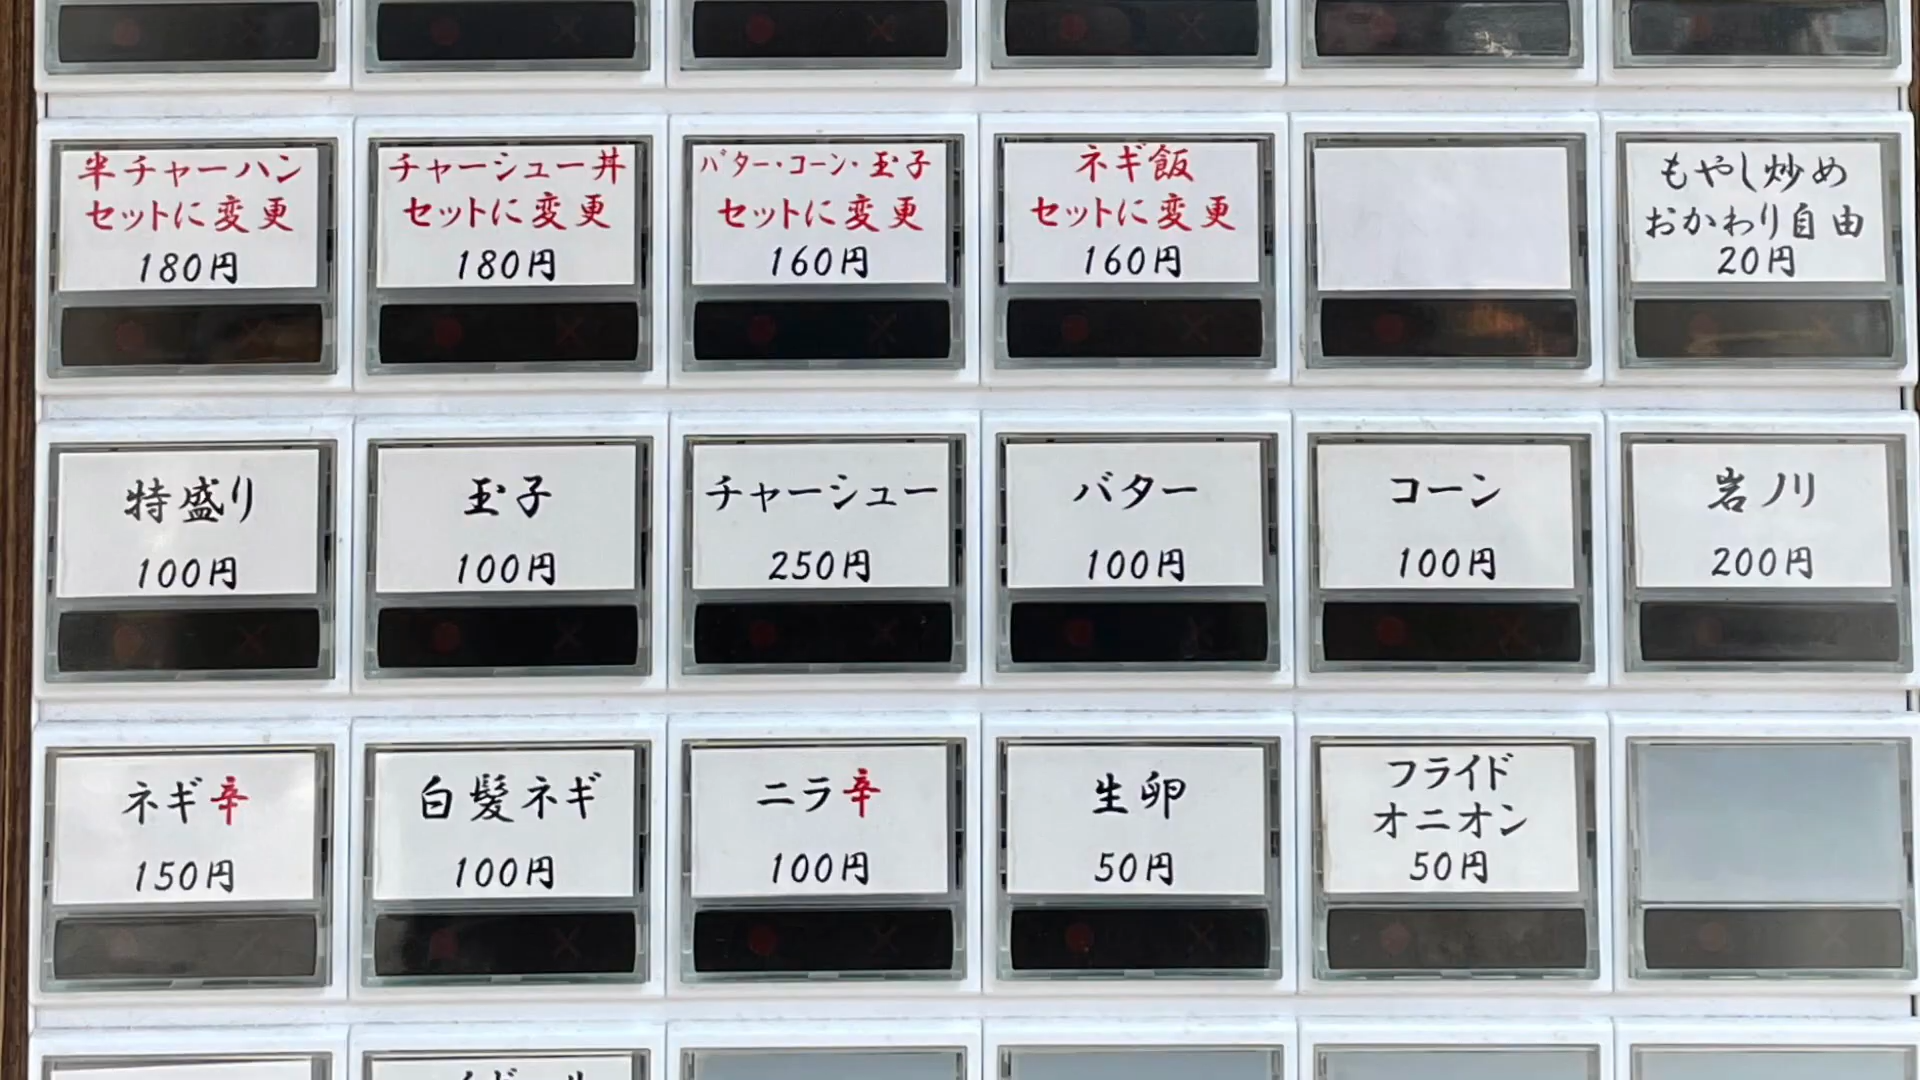 半チャーハン
セットに変更
180円
チャーシュー丼
セットに変更
180円
バター・コーン・玉子
セットに変更
160円
ネギ飯
セットに変更
160円
もやし炒め
おかわり自由
20円
特盛り
100円
玉子
100円
チャーシュー
250円
バター
100円
コーン
100円
岩ノリ
200円
ネギ辛
150円
白髪ネギ
100円
ニラ辛
100円
生卵
50円
フライド
オニオン
50円